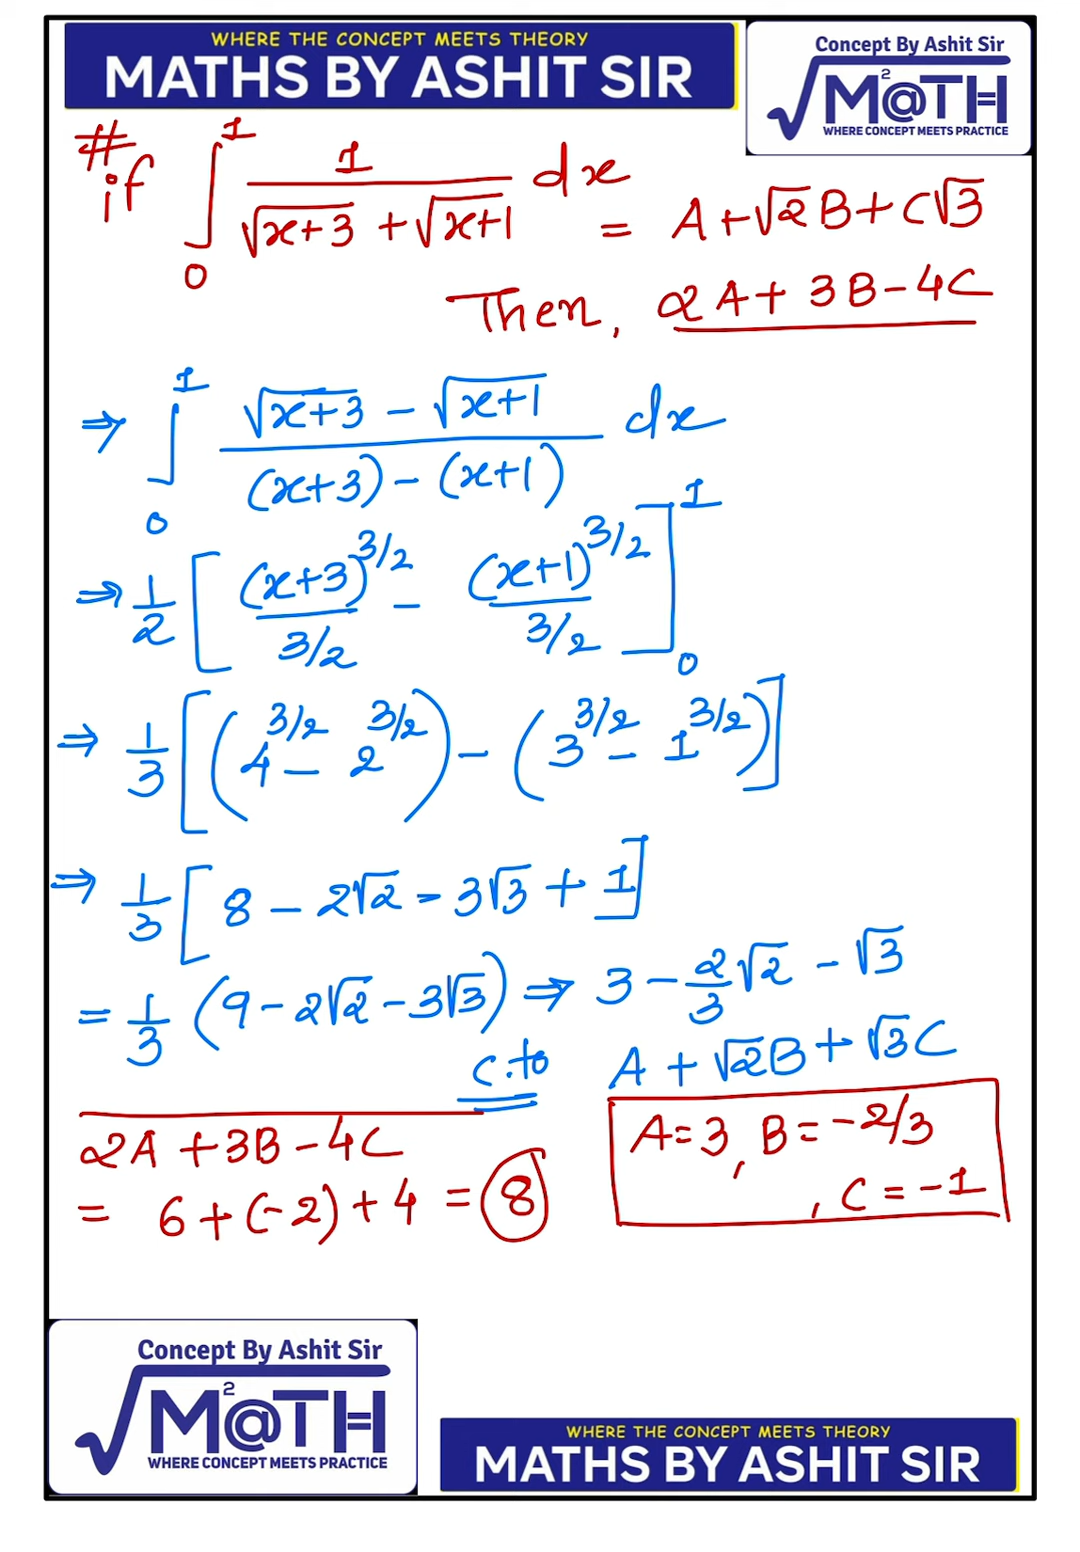 WHERE THE CONCEPT MEETS THEORY
MATHS BY ASHIT SIR
Concept By Ashit Sir
√M²@TH
WHERE CONCEPT MEETS PRACTICE
# if ∫₀¹ 1/(√(x+3) + √(x+1)) dx = A + √2 B + C√3
Then, 2A + 3B - 4C
⇒ ∫₀¹ (√(x+3) - √(x+1))/((x+3) - (x+1)) dx
⇒ 1/2 [ (x+3)^(3/2)/(3/2) - (x+1)^(3/2)/(3/2) ]₀¹
⇒ 1/3 [ (4^(3/2) - 2^(3/2)) - (3^(3/2) - 1^(3/2)) ]
⇒ 1/3 [ 8 - 2√2 - 3√3 + 1 ]
= 1/3 (9 - 2√2 - 3√3) ⇒ 3 - 2/3 √2 - √3
C. to A + √2B + √3C
A = 3, B = -2/3
, C = -1
2A + 3B - 4C
= 6 + (-2) + 4 = 8
Concept By Ashit Sir
√M²@TH
WHERE CONCEPT MEETS PRACTICE
WHERE THE CONCEPT MEETS THEORY
MATHS BY ASHIT SIR